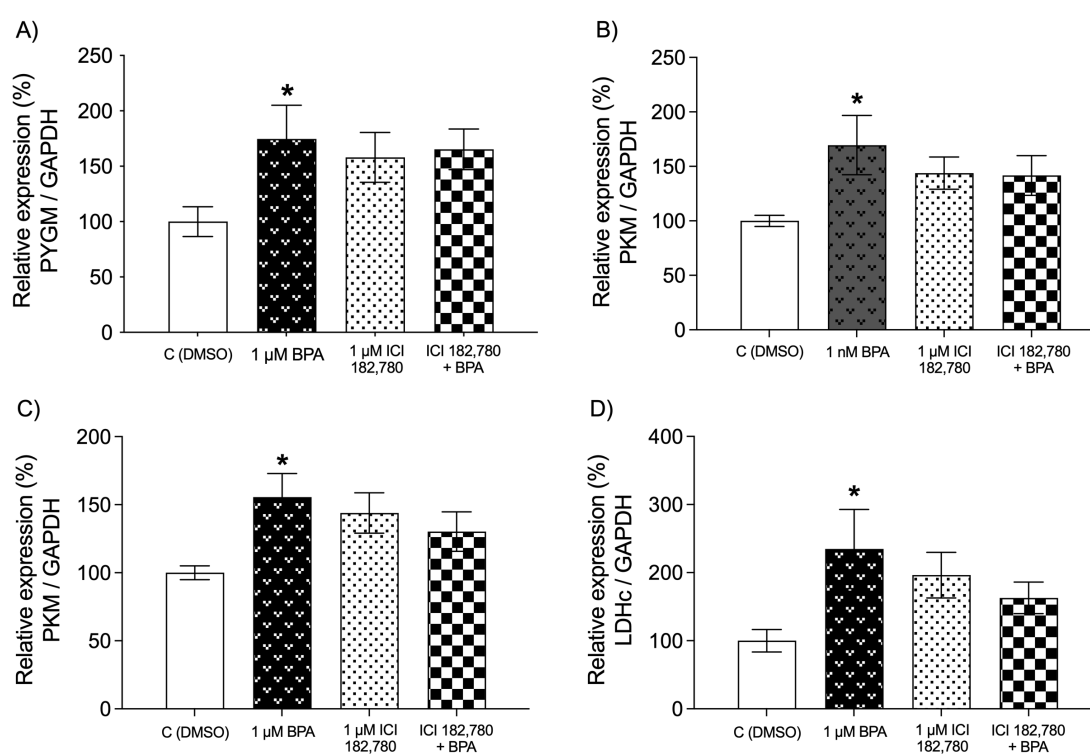 A)
Relative expression (%)
PYGM / GAPDH
250
200
150
100
50
0
*
C (DMSO)
1 µM BPA
1 µM ICI
182,780
ICI 182,780
+ BPA
B)
Relative expression (%)
PKM / GAPDH
250
200
150
100
50
0
*
C (DMSO)
1 nM BPA
1 µM ICI
182,780
ICI 182,780
+ BPA
C)
Relative expression (%)
PKM / GAPDH
200
150
100
50
0
*
C (DMSO)
1 µM BPA
1 µM ICI
182,780
ICI 182,780
+ BPA
D)
Relative expression (%)
LDHc / GAPDH
400
300
200
100
0
*
C (DMSO)
1 µM BPA
1 µM ICI
182,780
ICI 182,780
+ BPA